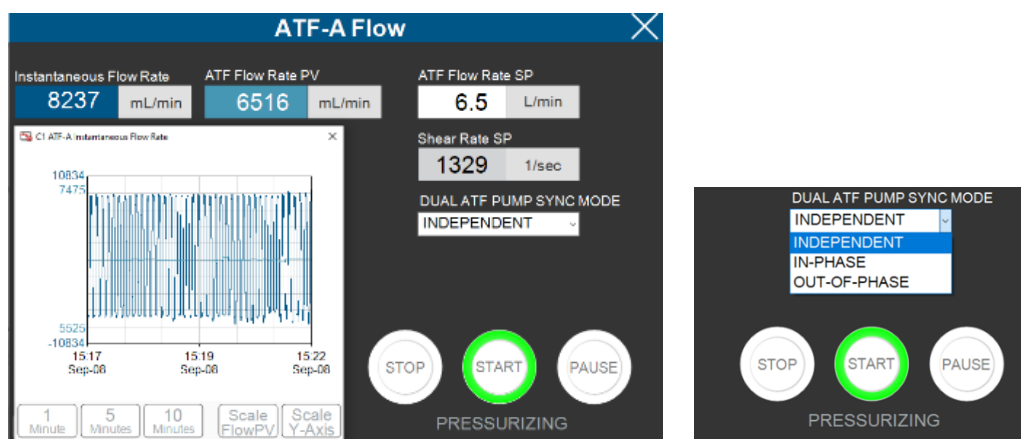 ATF-A Flow
Instantaneous Flow Rate
8237 mL/min
ATF Flow Rate PV
6516 mL/min
ATF Flow Rate SP
6.5 L/min
Shear Rate SP
1329 1/sec
DUAL ATF PUMP SYNC MODE
INDEPENDENT
C1 ATF-A Instantaneous Flow Rate
10834
7475
5525
-10834
15:17
Sep-08
15:19
Sep-08
15:22
Sep-08
1
Minute
5
Minutes
10
Minutes
Scale
FlowPV
Scale
Y-Axis
STOP
START
PAUSE
PRESSURIZING
DUAL ATF PUMP SYNC MODE
INDEPENDENT
INDEPENDENT
IN-PHASE
OUT-OF-PHASE
STOP
START
PAUSE
PRESSURIZING